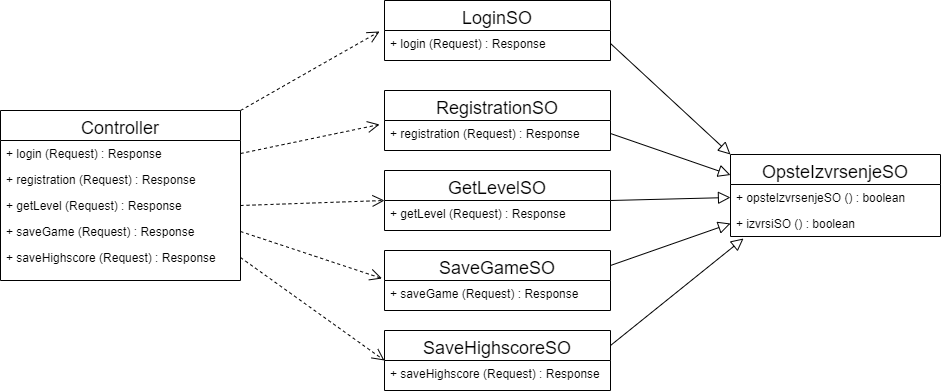 Controller
+ login (Request) : Response
+ registration (Request) : Response
+ getLevel (Request) : Response
+ saveGame (Request) : Response
+ saveHighscore (Request) : Response
LoginSO
+ login (Request) : Response
RegistrationSO
+ registration (Request) : Response
GetLevelSO
+ getLevel (Request) : Response
SaveGameSO
+ saveGame (Request) : Response
SaveHighscoreSO
+ saveHighscore (Request) : Response
OpsteIzvrsenjeSO
+ opsteIzvrsenjeSO () : boolean
+ izvrsiSO () : boolean